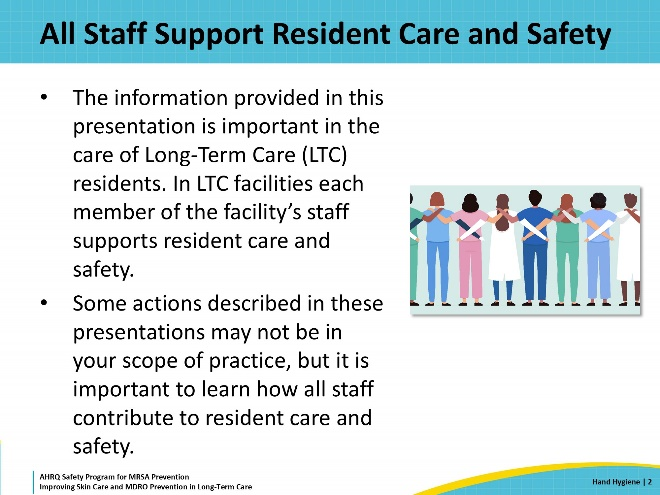 All Staff Support Resident Care and Safety
• The information provided in this
presentation is important in the
care of Long-Term Care (LTC)
residents. In LTC facilities each
member of the facility’s staff
supports resident care and
safety.
• Some actions described in these
presentations may not be in
your scope of practice, but it is
important to learn how all staff
contribute to resident care and
safety.
AHRQ Safety Program for MRSA Prevention
Improving Skin Care and MDRO Prevention in Long-Term Care
Hand Hygiene | 2